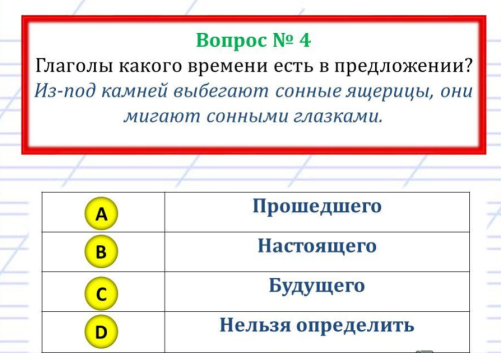 Вопрос № 4
Глаголы какого времени есть в предложении?
Из-под камней выбегают сонные ящерицы, они
мигают сонными глазками.
A Прошедшего
B Настоящего
C Будущего
D Нельзя определить